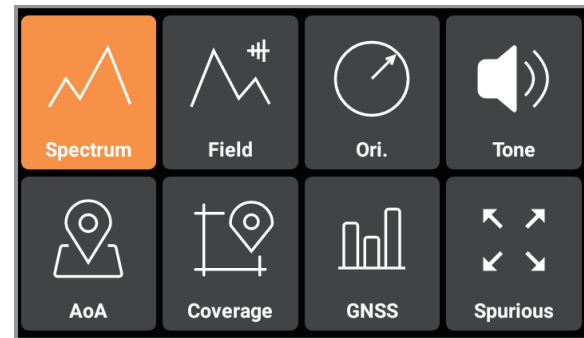 Spectrum
Field
Ori.
Tone
AoA
Coverage
GNSS
Spurious